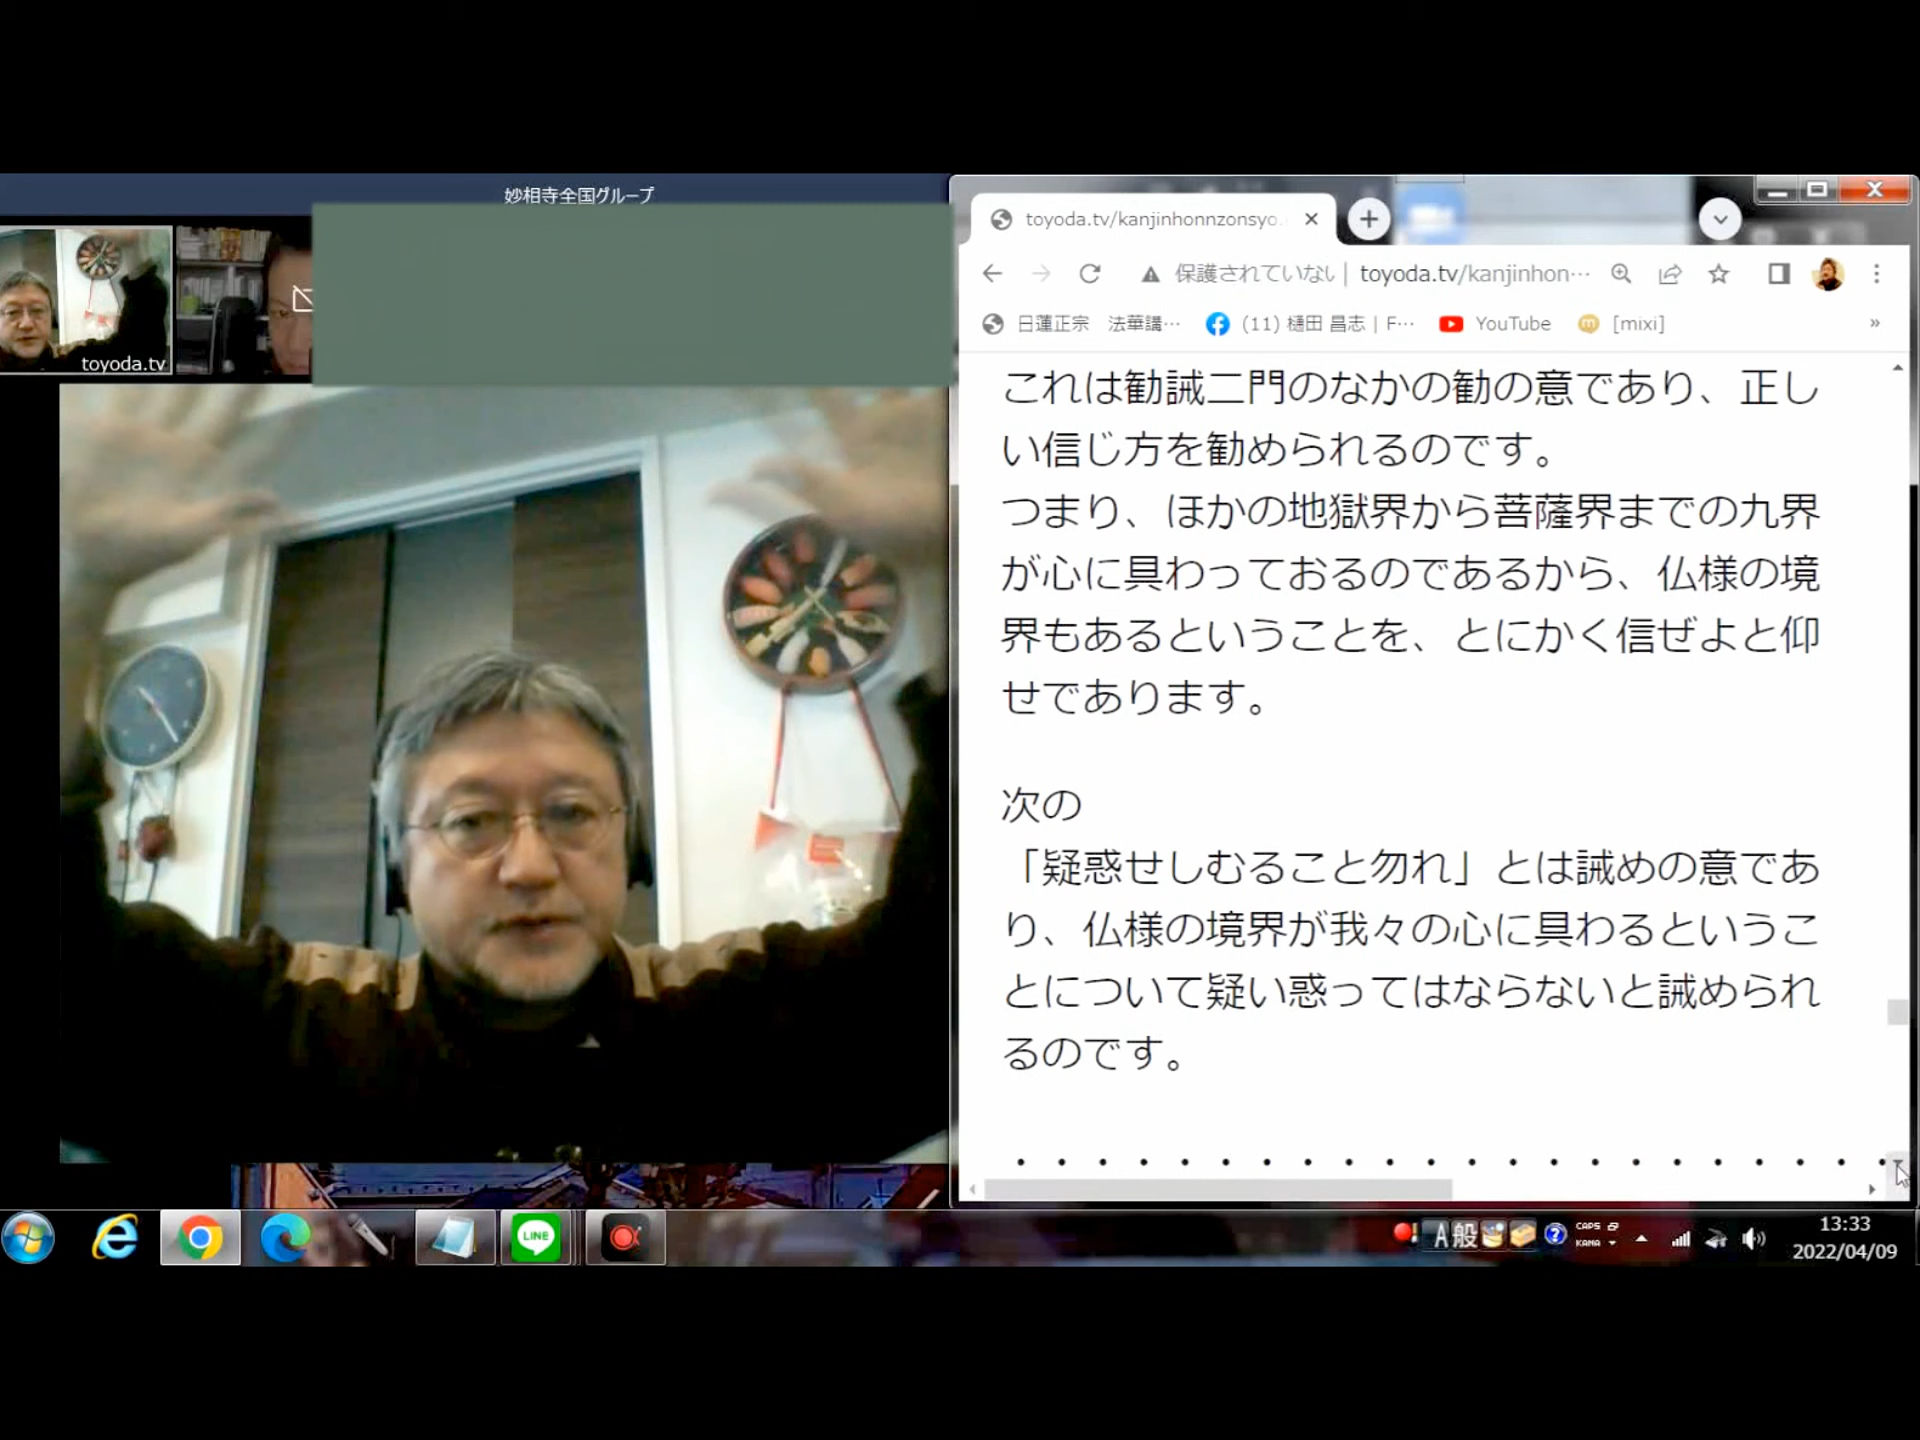 妙相寺全国グループ
toyoda.tv
toyoda.tv/kanjinhonnzonsyo
保護されていない
toyoda.tv/kanjinhon…
日蓮正宗 法華講…
(11) 樋田 昌志 | F…
YouTube
[mixi]
»
これは勧誡二門のなかの勧の意であり、正し
い信じ方を勧められるのです。
つまり、ほかの地獄界から菩薩界までの九界
が心に具わっておるのであるから、仏様の境
界もあるということを、とにかく信ぜよと仰
せであります。
次の
「疑惑せしむること勿れ」とは誡めの意であ
り、仏様の境界が我々の心に具わるというこ
とについて疑い惑ってはならないと誡められ
るのです。
・・・・・・・・・・・・・・・・・・・・・・
LINE
A 般
CAPS
KANA
13:33
2022/04/09